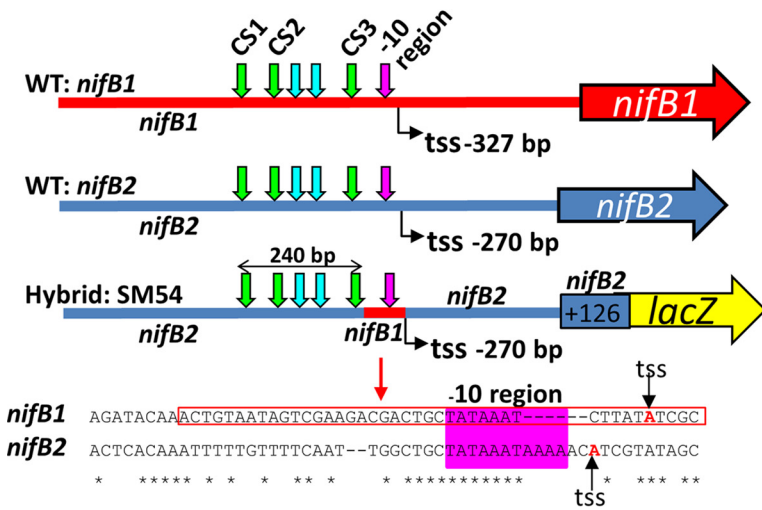 CS1 CS2 CS3 -10 region
WT: nifB1
nifB1
nifB1
tss -327 bp
WT: nifB2
nifB2
nifB2
tss -270 bp
240 bp
Hybrid: SM54
nifB2
nifB1
nifB2
nifB2
+126
lacZ
tss -270 bp
-10 region
tss
nifB1 AGATACAAACTGTAATAGTCGAAGACGACTGCTATAAAT------CTTATATCGC
nifB2 ACTCACAAATTTTTGTTTTCAAT--TGGCTGCTATAAATAAAAACATCGTATAGC
* ***** ** * * * * ************ * *** **
tss